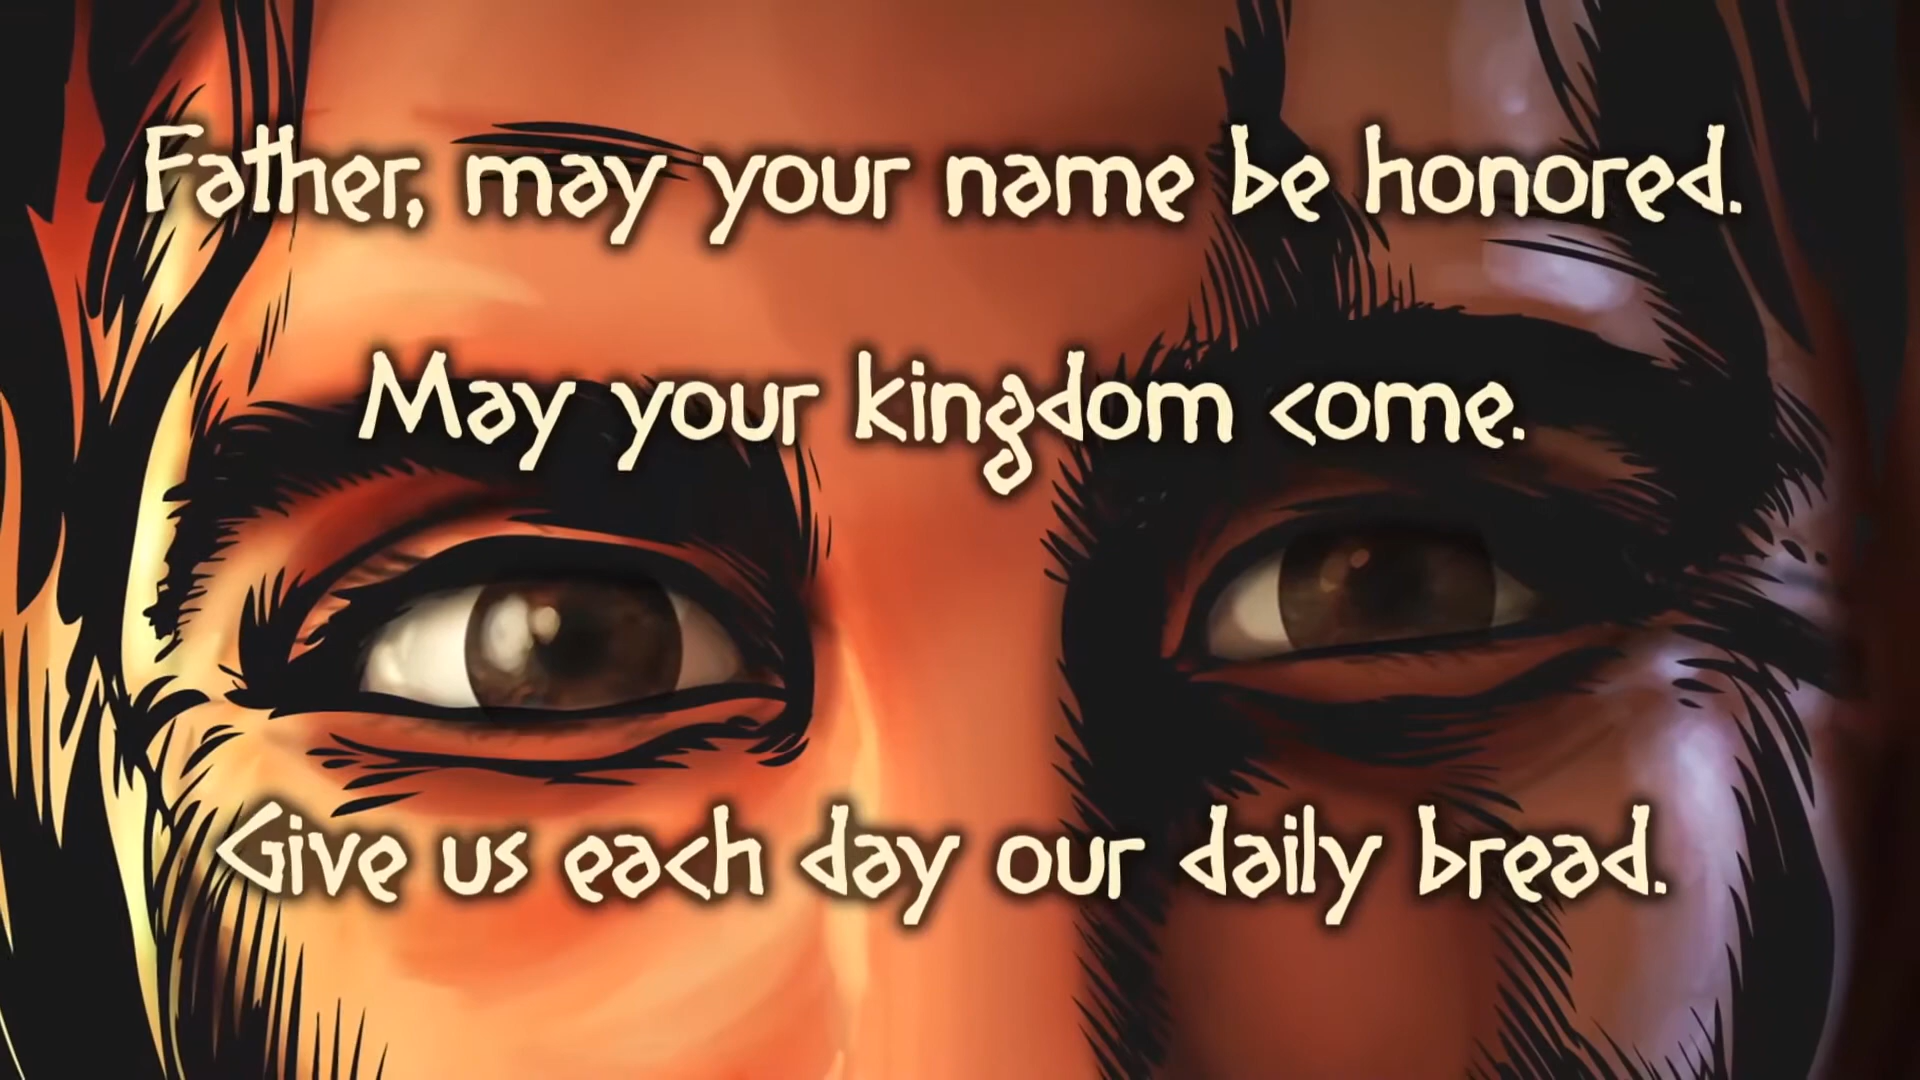 Father, may your name be honored.
May your kingdom come.
Give us each day our daily bread.